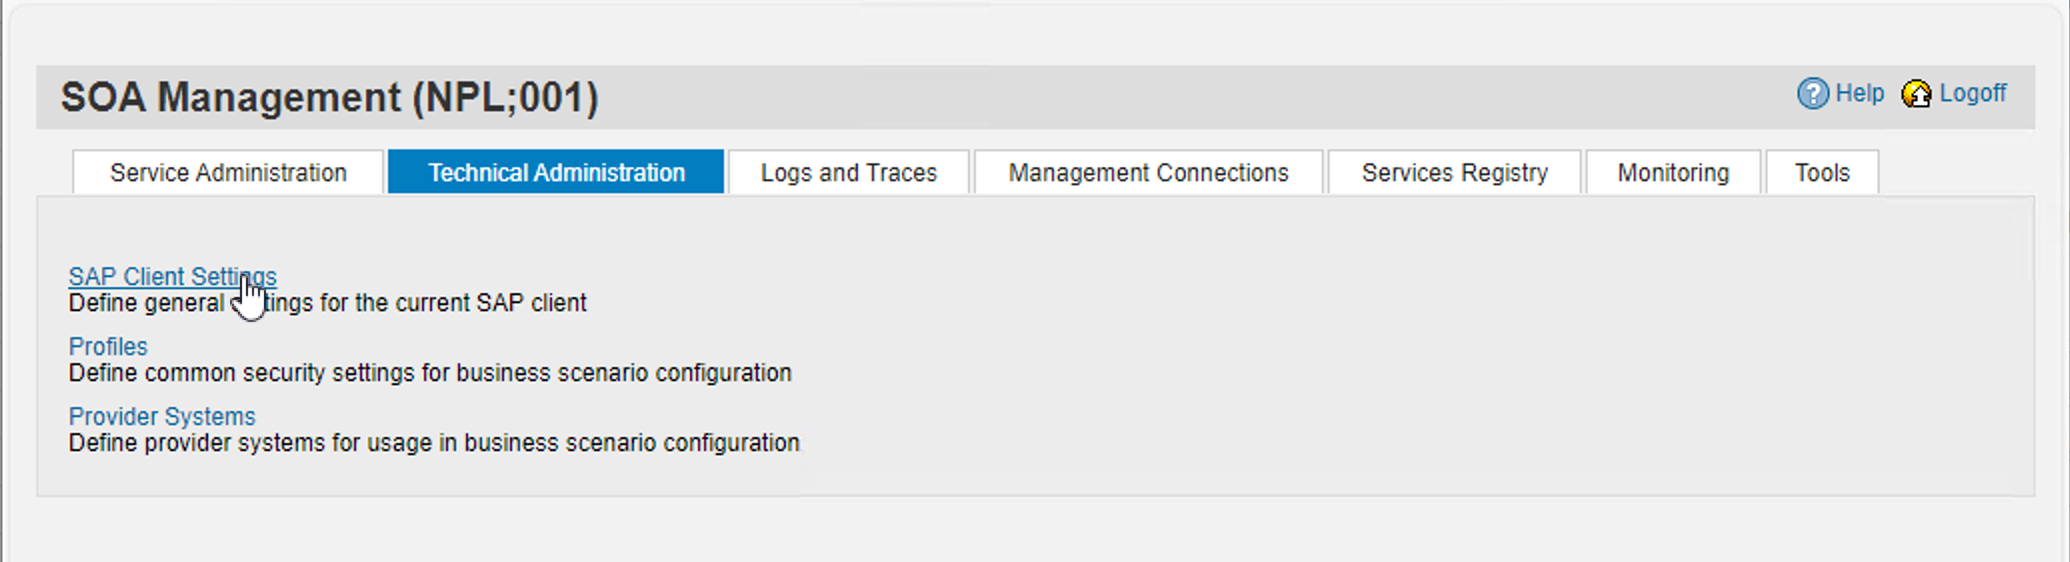 SOA Management (NPL;001)
Help
Logoff
Service Administration
Technical Administration
Logs and Traces
Management Connections
Services Registry
Monitoring
Tools
SAP Client Settings
Define general settings for the current SAP client
Profiles
Define common security settings for business scenario configuration
Provider Systems
Define provider systems for usage in business scenario configuration